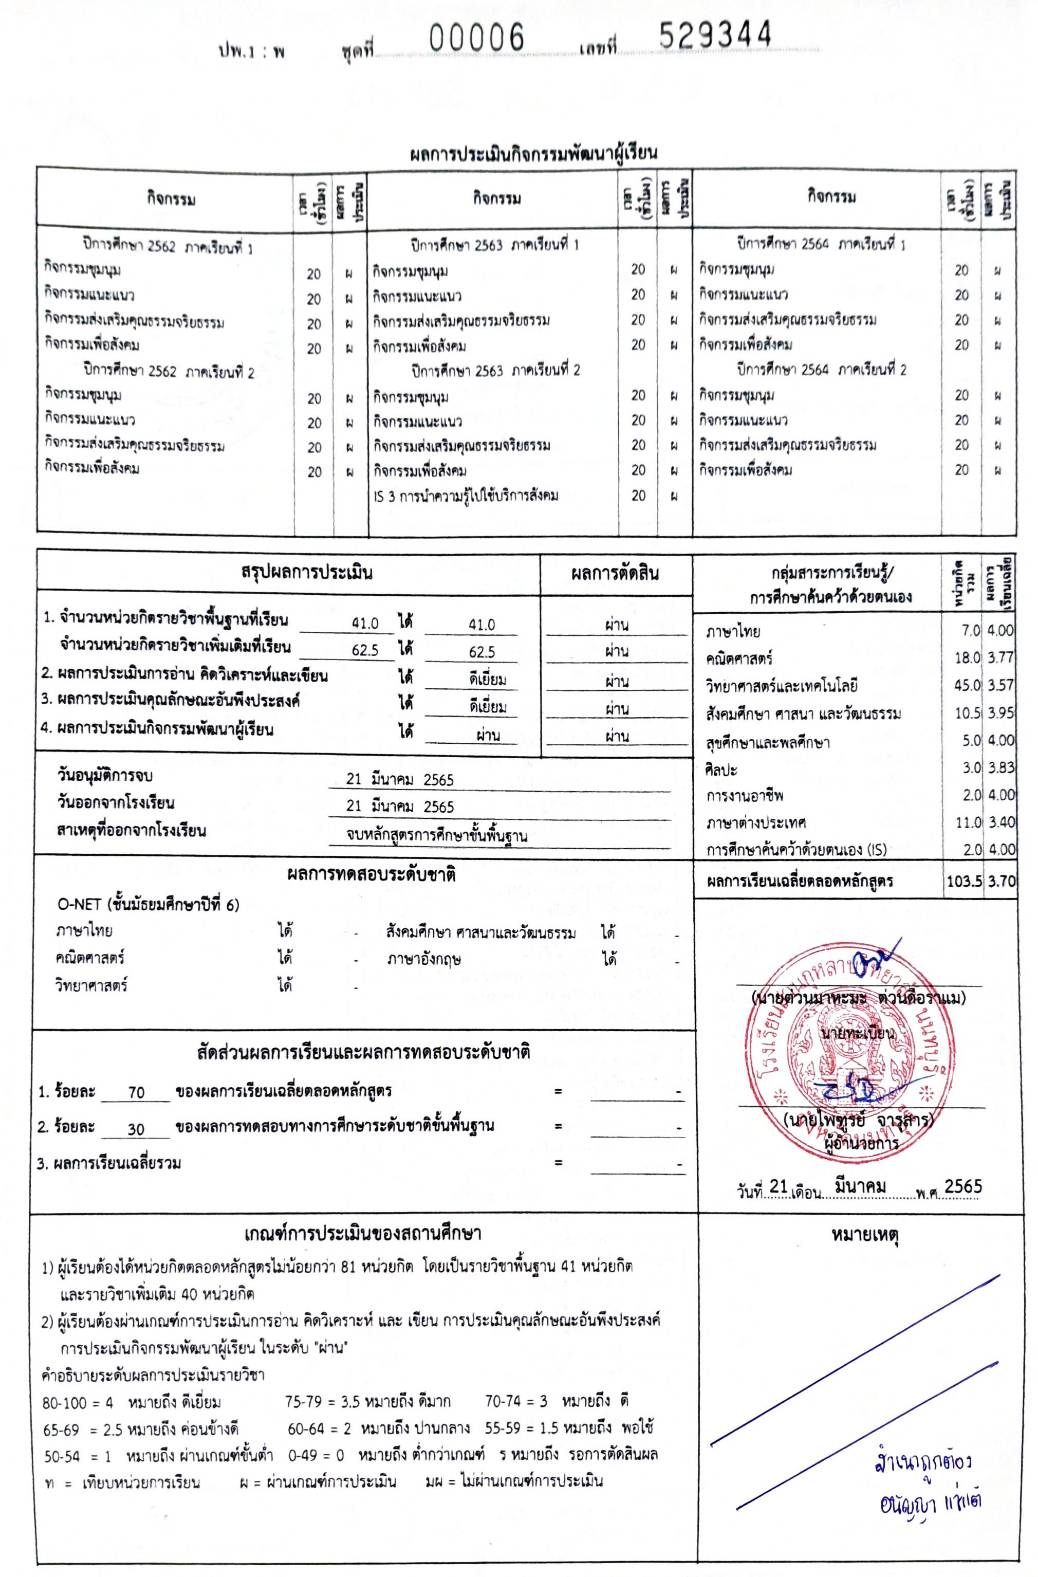 ปพ.1 : พ ชุดที่ 00006 เลขที่ 529344
ผลการประเมินกิจกรรมพัฒนาผู้เรียน
กิจกรรม เวลา (ชั่วโมง) ผลการประเมิน กิจกรรม เวลา (ชั่วโมง) ผลการประเมิน กิจกรรม เวลา (ชั่วโมง) ผลการประเมิน
ปีการศึกษา 2562 ภาคเรียนที่ 1 ปีการศึกษา 2563 ภาคเรียนที่ 1 ปีการศึกษา 2564 ภาคเรียนที่ 1
กิจกรรมชุมนุม 20 ผ กิจกรรมชุมนุม 20 ผ กิจกรรมชุมนุม 20 ผ
กิจกรรมแนะแนว 20 ผ กิจกรรมแนะแนว 20 ผ กิจกรรมแนะแนว 20 ผ
กิจกรรมส่งเสริมคุณธรรมจริยธรรม 20 ผ กิจกรรมส่งเสริมคุณธรรมจริยธรรม 20 ผ กิจกรรมส่งเสริมคุณธรรมจริยธรรม 20 ผ
กิจกรรมเพื่อสังคม 20 ผ กิจกรรมเพื่อสังคม 20 ผ กิจกรรมเพื่อสังคม 20 ผ
ปีการศึกษา 2562 ภาคเรียนที่ 2 ปีการศึกษา 2563 ภาคเรียนที่ 2 ปีการศึกษา 2564 ภาคเรียนที่ 2
กิจกรรมชุมนุม 20 ผ กิจกรรมชุมนุม 20 ผ กิจกรรมชุมนุม 20 ผ
กิจกรรมแนะแนว 20 ผ กิจกรรมแนะแนว 20 ผ กิจกรรมแนะแนว 20 ผ
กิจกรรมส่งเสริมคุณธรรมจริยธรรม 20 ผ กิจกรรมส่งเสริมคุณธรรมจริยธรรม 20 ผ กิจกรรมส่งเสริมคุณธรรมจริยธรรม 20 ผ
กิจกรรมเพื่อสังคม 20 ผ กิจกรรมเพื่อสังคม 20 ผ กิจกรรมเพื่อสังคม 20 ผ
IS 3 การนำความรู้ไปใช้บริการสังคม 20 ผ
สรุปผลการประเมิน ผลการตัดสิน
1. จำนวนหน่วยกิตรายวิชาพื้นฐานที่เรียน 41.0 ได้ 41.0 ผ่าน
จำนวนหน่วยกิตรายวิชาเพิ่มเติมที่เรียน 62.5 ได้ 62.5 ผ่าน
2. ผลการประเมินการอ่าน คิดวิเคราะห์และเขียน ได้ ดีเยี่ยม ผ่าน
3. ผลการประเมินคุณลักษณะอันพึงประสงค์ ได้ ดีเยี่ยม ผ่าน
4. ผลการประเมินกิจกรรมพัฒนาผู้เรียน ได้ ผ่าน ผ่าน
วันอนุมัติการจบ 21 มีนาคม 2565
วันออกจากโรงเรียน 21 มีนาคม 2565
สาเหตุที่ออกจากโรงเรียน จบหลักสูตรการศึกษาขั้นพื้นฐาน
กลุ่มสาระการเรียนรู้/ การศึกษาค้นคว้าด้วยตนเอง หน่วยกิตรวม ผลการเรียนเฉลี่ย
ภาษาไทย 7.0 4.00
คณิตศาสตร์ 18.0 3.77
วิทยาศาสตร์และเทคโนโลยี 45.0 3.57
สังคมศึกษา ศาสนา และวัฒนธรรม 10.5 3.95
สุขศึกษาและพลศึกษา 5.0 4.00
ศิลปะ 3.0 3.83
การงานอาชีพ 2.0 4.00
ภาษาต่างประเทศ 11.0 3.40
การศึกษาค้นคว้าด้วยตนเอง (IS) 2.0 4.00
ผลการเรียนเฉลี่ยตลอดหลักสูตร 103.5 3.70
ผลการทดสอบระดับชาติ
O-NET (ชั้นมัธยมศึกษาปีที่ 6)
ภาษาไทย ได้ - สังคมศึกษา ศาสนาและวัฒนธรรม ได้ -
คณิตศาสตร์ ได้ - ภาษาอังกฤษ ได้ -
วิทยาศาสตร์ ได้ -
สัดส่วนผลการเรียนและผลการทดสอบระดับชาติ
1. ร้อยละ 70 ของผลการเรียนเฉลี่ยตลอดหลักสูตร = -
2. ร้อยละ 30 ของผลการทดสอบทางการศึกษาระดับชาติขั้นพื้นฐาน = -
3. ผลการเรียนเฉลี่ยรวม = -
(นายต่วนมาหะมะ ต่วนดือราแม)
นายทะเบียน
(นายไพฑูรย์ จารุสาร)
ผู้อำนวยการ
วันที่ 21 เดือน มีนาคม พ.ศ. 2565
เกณฑ์การประเมินของสถานศึกษา
1) ผู้เรียนต้องได้หน่วยกิตตลอดหลักสูตรไม่น้อยกว่า 81 หน่วยกิต โดยเป็นรายวิชาพื้นฐาน 41 หน่วยกิต
และรายวิชาเพิ่มเติม 40 หน่วยกิต
2) ผู้เรียนต้องผ่านเกณฑ์การประเมินการอ่าน คิดวิเคราะห์ และ เขียน การประเมินคุณลักษณะอันพึงประสงค์
การประเมินกิจกรรมพัฒนาผู้เรียน ในระดับ "ผ่าน"
คำอธิบายระดับผลการประเมินรายวิชา
80-100 = 4 หมายถึง ดีเยี่ยม 75-79 = 3.5 หมายถึง ดีมาก 70-74 = 3 หมายถึง ดี
65-69 = 2.5 หมายถึง ค่อนข้างดี 60-64 = 2 หมายถึง ปานกลาง 55-59 = 1.5 หมายถึง พอใช้
50-54 = 1 หมายถึง ผ่านเกณฑ์ขั้นต่ำ 0-49 = 0 หมายถึง ต่ำกว่าเกณฑ์ ร หมายถึง รอการตัดสินผล
ท = เทียบหน่วยการเรียน ผ = ผ่านเกณฑ์การประเมิน มผ = ไม่ผ่านเกณฑ์การประเมิน
หมายเหตุ
สำเนาถูกต้อง
อนัญญา แซ่แต้